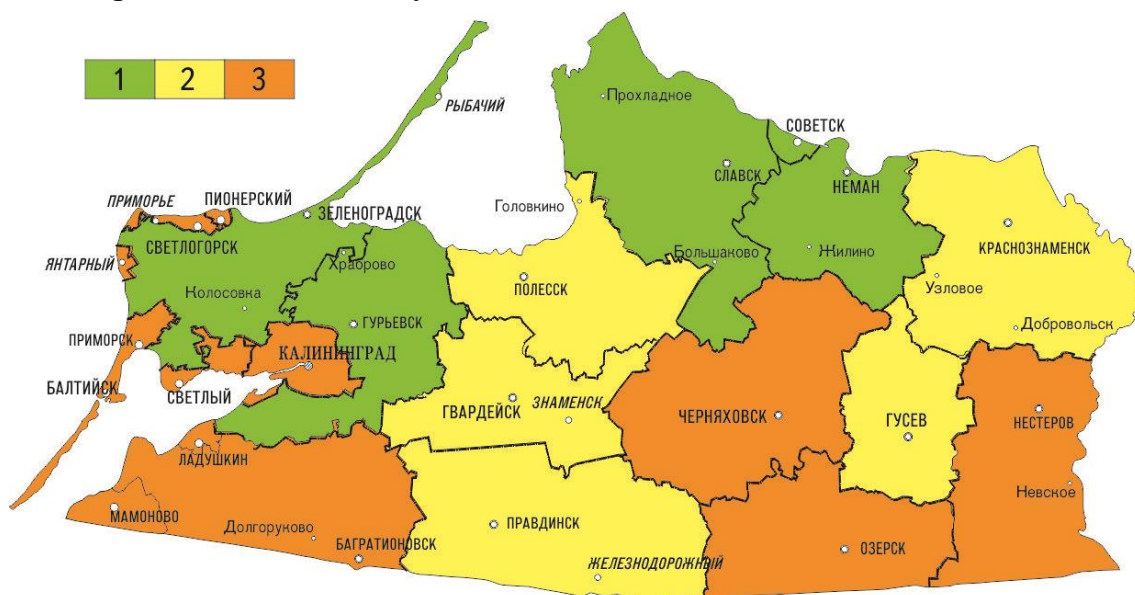 1 2 3
РЫБАЧИЙ
Прохладное
СОВЕТСК
СЛАВСК
НЕМАН
ПРИМОРЬЕ
ПИОНЕРСКИЙ
ЗЕЛЕНОГРАДСК
Головкино
СВЕТЛОГОРСК
КРАСНОЗНАМЕНСК
ЯНТАРНЫЙ
Храброво
Большаково
Жилино
Колосовка
ПОЛЕССК
Узловое
ГУРЬЕВСК
Добровольск
ПРИМОРСК
КАЛИНИНГРАД
БАЛТИЙСК
СВЕТЛЫЙ
ГВАРДЕЙСК
ЗНАМЕНСК
ЧЕРНЯХОВСК
ГУСЕВ
НЕСТЕРОВ
ЛАДУШКИН
Невское
МАМОНОВО
Долгоруково
ПРАВДИНСК
БАГРАТИОНОВСК
ОЗЕРСК
ЖЕЛЕЗНОДОРОЖНЫЙ